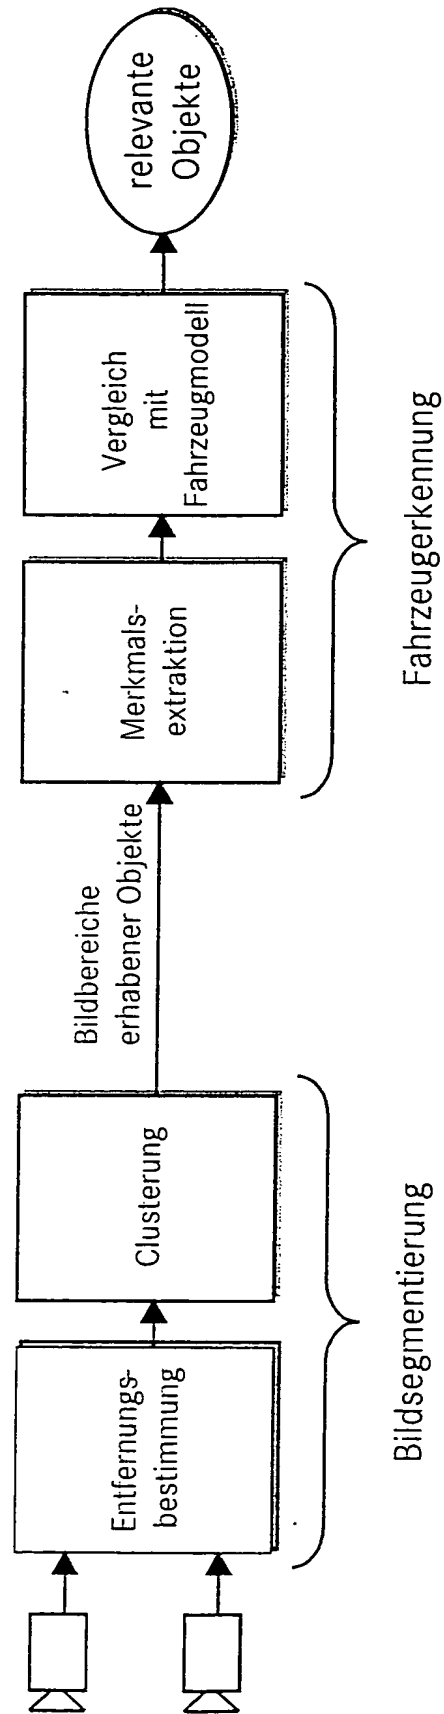 Entfernungs-
bestimmung
Clusterung
Bildbereiche
erhabener Objekte
Merkmals-
extraktion
Vergleich
mit
Fahrzeugmodell
relevante
Objekte
Bildsegmentierung
Fahrzeugerkennung